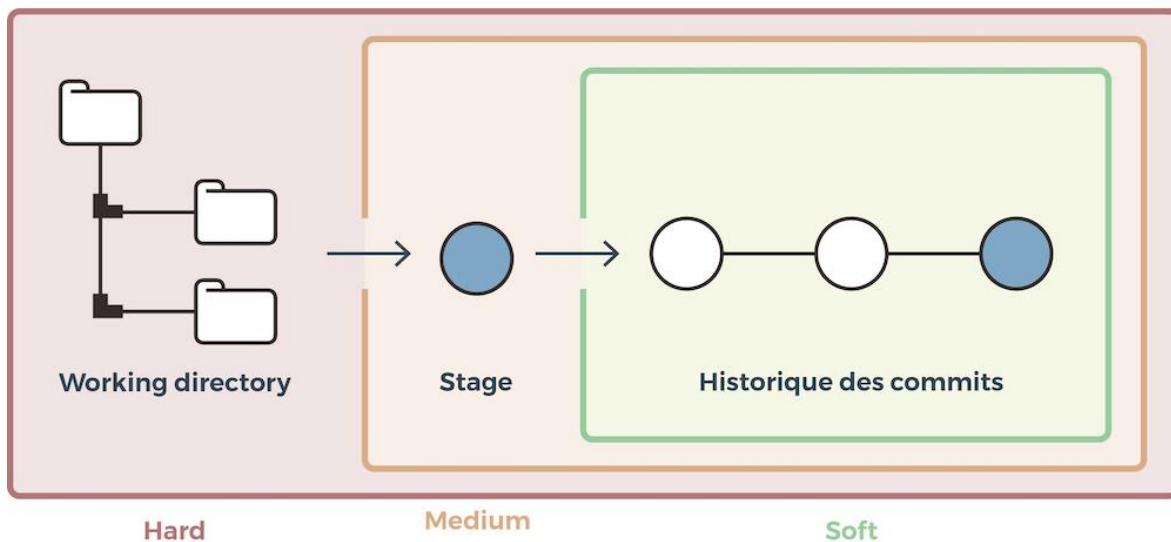 Working directory
Stage
Historique des commits
Hard
Medium
Soft